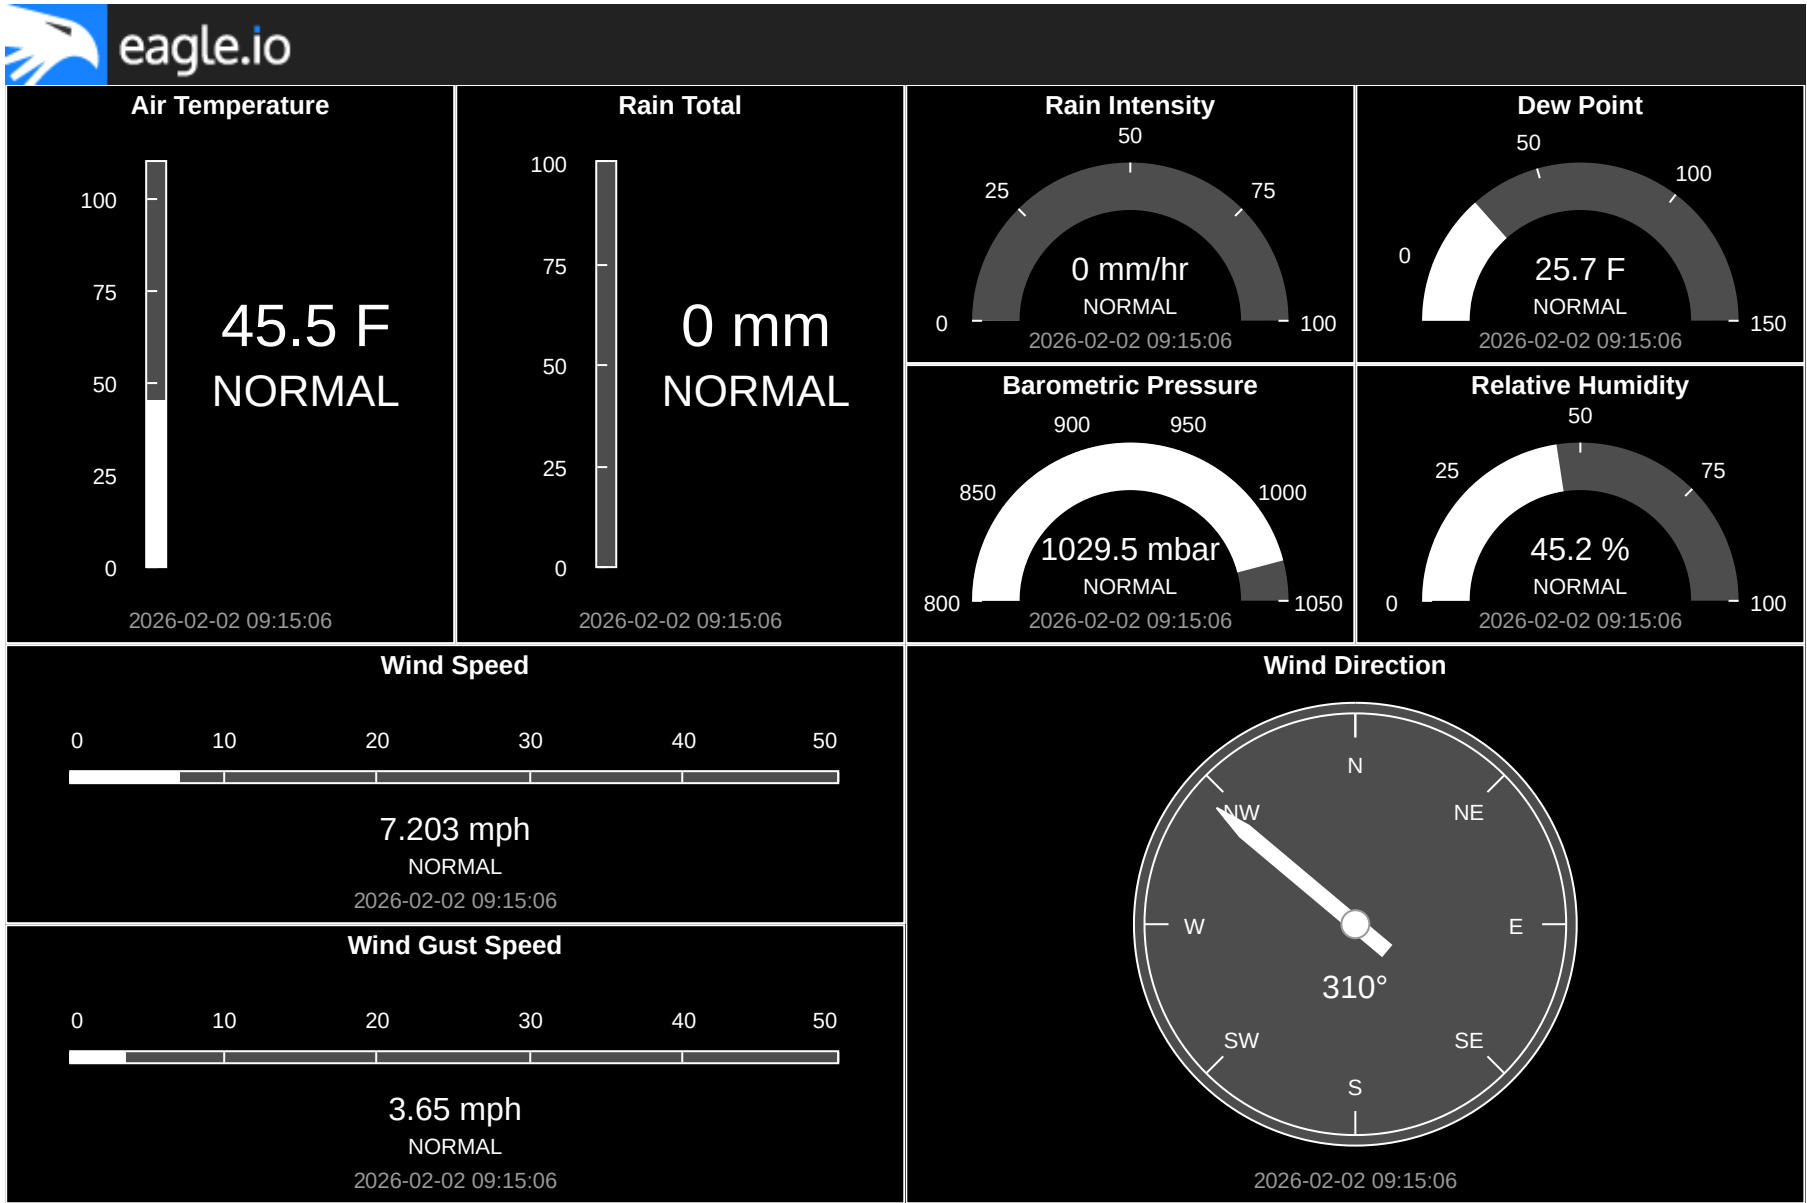 eagle.io
Air Temperature
100
75
50
25
0
45.5 F
NORMAL
2026-02-02 09:15:06
Rain Total
100
75
50
25
0
0 mm
NORMAL
2026-02-02 09:15:06
Rain Intensity
50
25
75
0
100
0 mm/hr
NORMAL
2026-02-02 09:15:06
Dew Point
50
100
0
150
25.7 F
NORMAL
2026-02-02 09:15:06
Barometric Pressure
900
950
850
1000
800
1050
1029.5 mbar
NORMAL
2026-02-02 09:15:06
Relative Humidity
50
25
75
0
100
45.2 %
NORMAL
2026-02-02 09:15:06
Wind Speed
0 10 20 30 40 50
7.203 mph
NORMAL
2026-02-02 09:15:06
Wind Gust Speed
0 10 20 30 40 50
3.65 mph
NORMAL
2026-02-02 09:15:06
Wind Direction
N
NW
NE
W
E
310°
SW
SE
S
2026-02-02 09:15:06